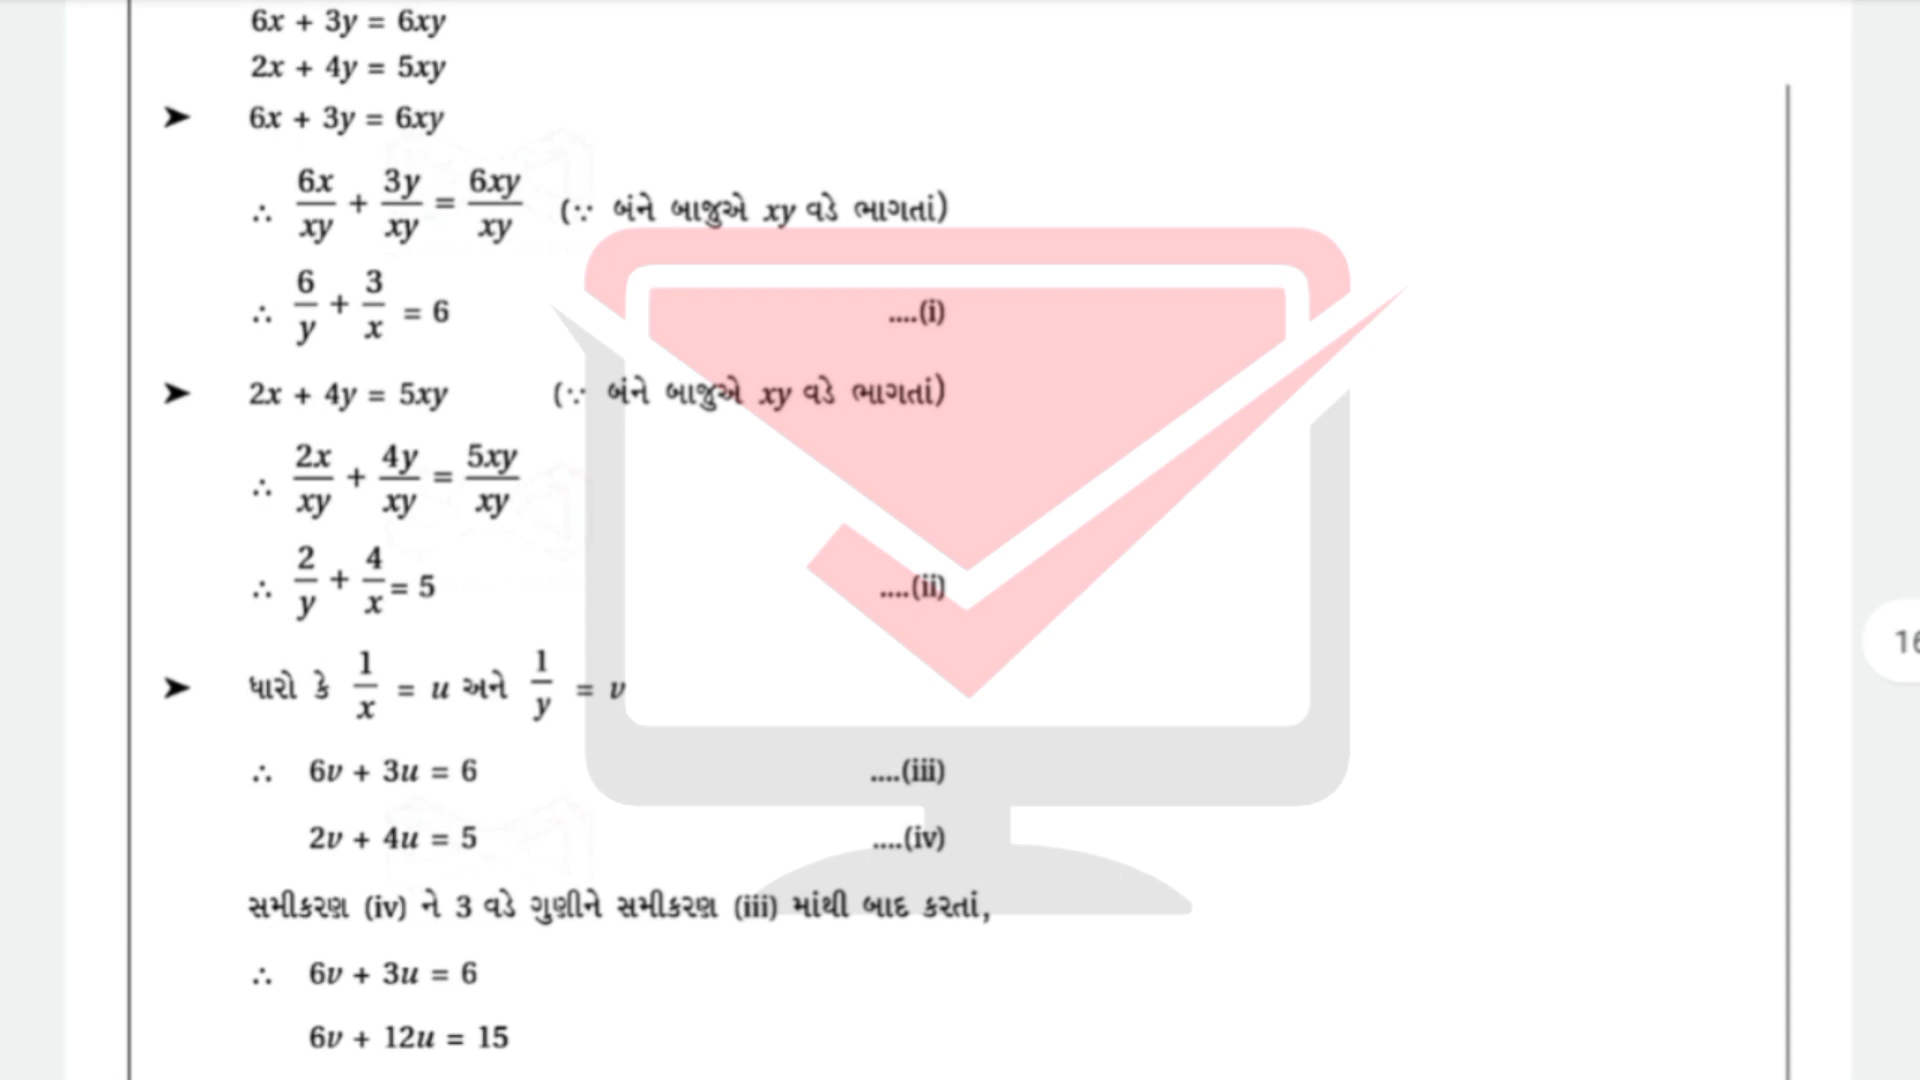 6x + 3y = 6xy
2x + 4y = 5xy
➤ 6x + 3y = 6xy
∴ 6x/xy + 3y/xy = 6xy/xy (∵ બંને બાજુએ xy વડે ભાગતાં)
∴ 6/y + 3/x = 6 ....(i)
➤ 2x + 4y = 5xy (∵ બંને બાજુએ xy વડે ભાગતાં)
∴ 2x/xy + 4y/xy = 5xy/xy
∴ 2/y + 4/x = 5 ....(ii)
➤ ધારો કે 1/x = u અને 1/y = v
∴ 6v + 3u = 6 ....(iii)
2v + 4u = 5 ....(iv)
સમીકરણ (iv) ને 3 વડે ગુણીને સમીકરણ (iii) માંથી બાદ કરતાં,
∴ 6v + 3u = 6
6v + 12u = 15